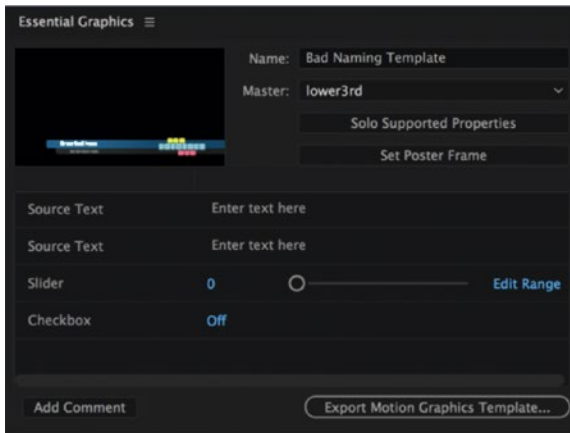 Essential Graphics
Name: Bad Naming Template
Master: lower3rd
Solo Supported Properties
Set Poster Frame
Source Text Enter text here
Source Text Enter text here
Slider 0 Edit Range
Checkbox Off
Add Comment Export Motion Graphics Template...